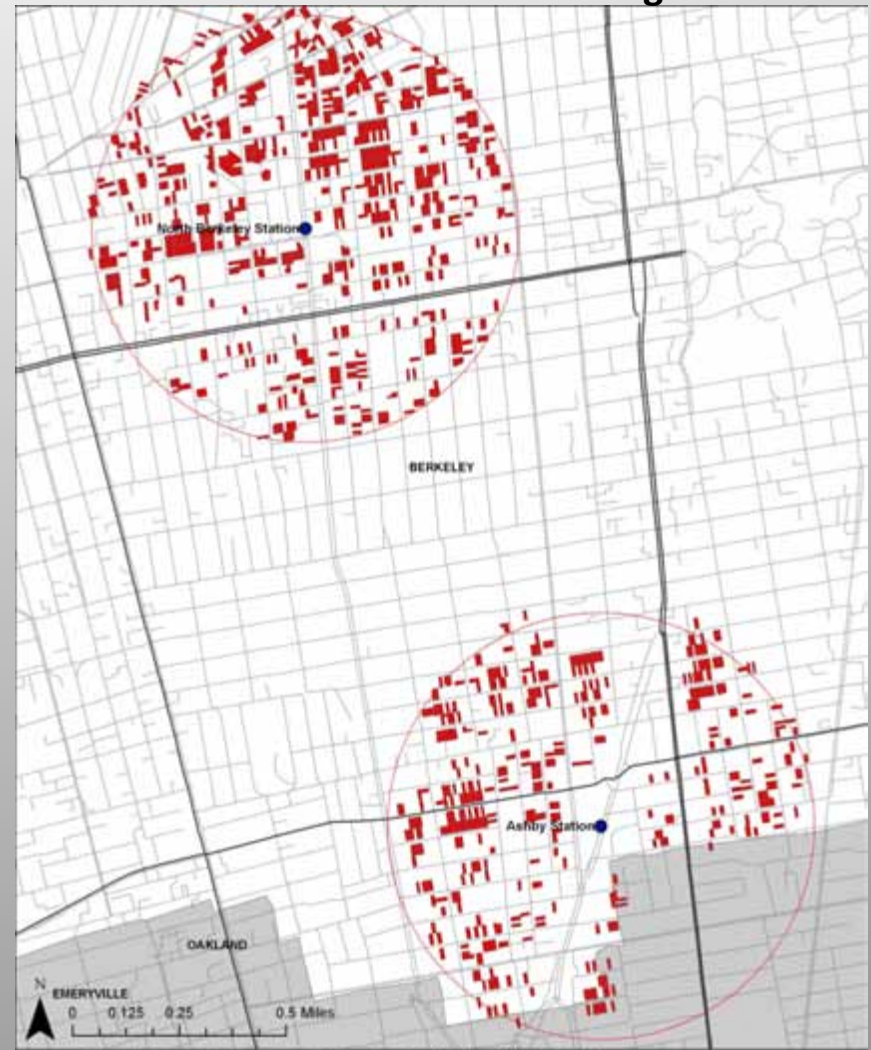 North Berkeley Station
BERKELEY
Ashby Station
OAKLAND
N
EMERYVILLE
0 0.125 0.25 0.5 Miles